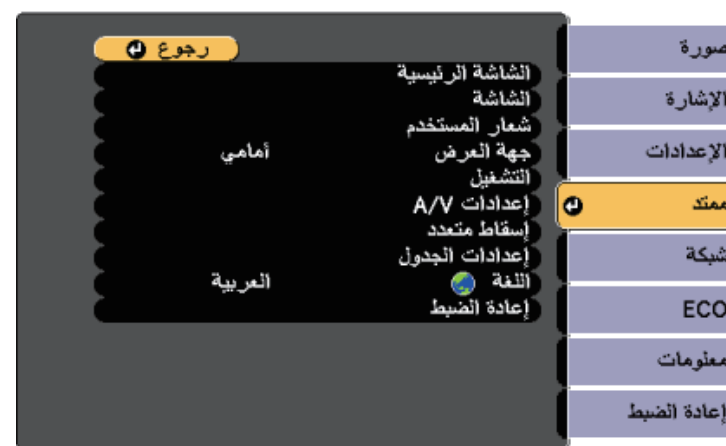 صورة
الإشارة
الإعدادات
ممتد
شبكة
ECO
معلومات
إعادة الضبط
رجوع
الشاشة الرئيسية
الشاشة
شعار المستخدم
جهة العرض أمامي
التشغيل
إعدادات A/V
إسقاط متعدد
إعدادات الجدول
اللغة العربية
إعادة الضبط